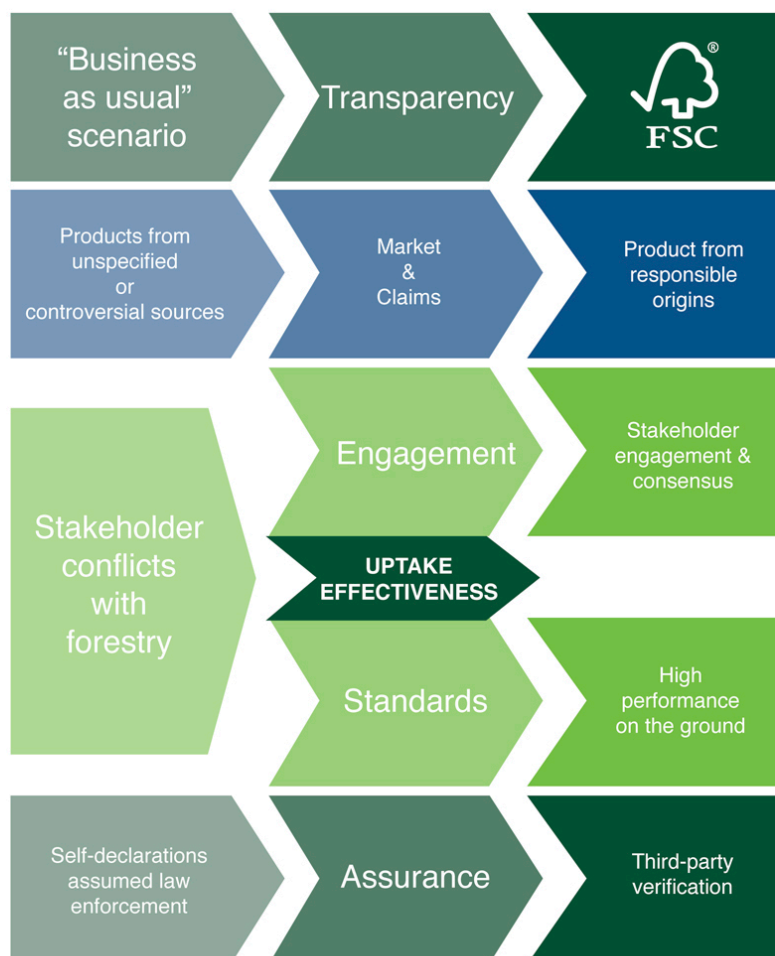 “Business
as usual”
scenario
Transparency
®
FSC
Products from
unspecified
or
controversial sources
Market
&
Claims
Product from
responsible
origins
Stakeholder
conflicts
with
forestry
Engagement
Stakeholder
engagement &
consensus
UPTAKE
EFFECTIVENESS
Standards
High
performance
on the ground
Self-declarations
assumed law
enforcement
Assurance
Third-party
verification